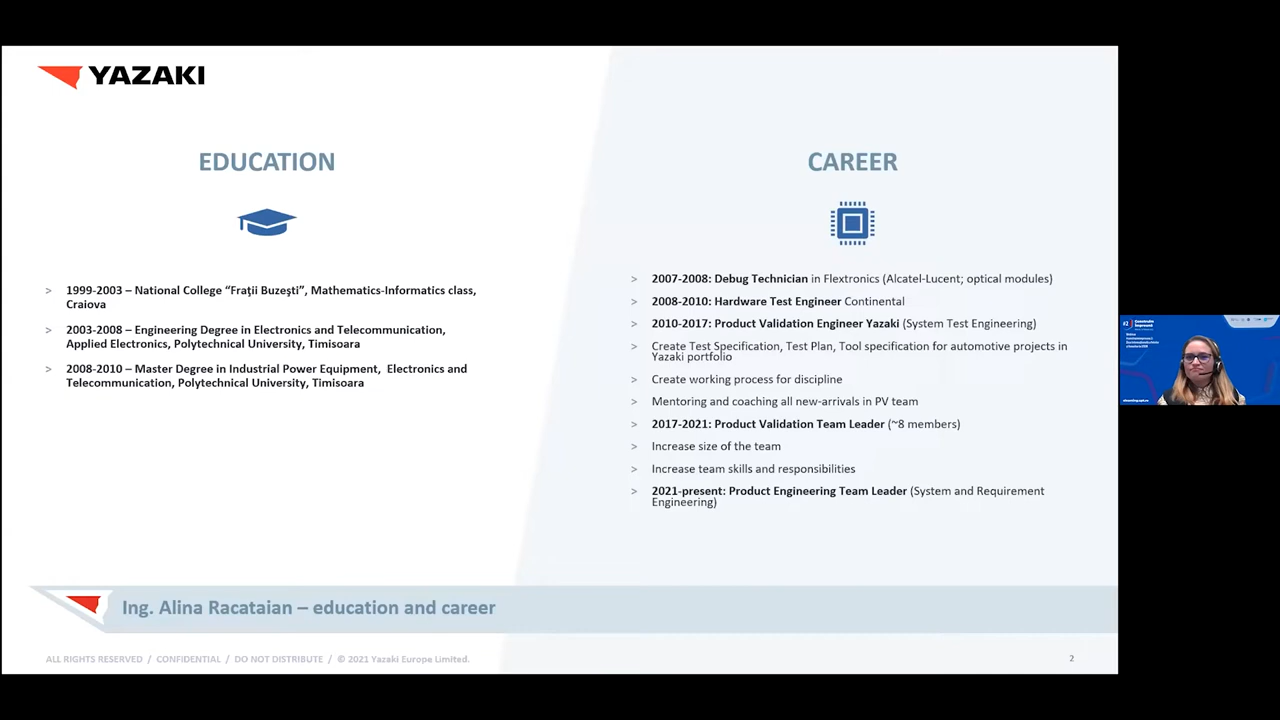 YAZAKI
EDUCATION
> 1999-2003 – National College “Fraţii Buzeşti”, Mathematics-Informatics class,
Craiova
> 2003-2008 – Engineering Degree in Electronics and Telecommunication,
Applied Electronics, Polytechnical University, Timisoara
> 2008-2010 – Master Degree in Industrial Power Equipment, Electronics and
Telecommunication, Polytechnical University, Timisoara
CAREER
> 2007-2008: Debug Technician in Flextronics (Alcatel-Lucent; optical modules)
> 2008-2010: Hardware Test Engineer Continental
> 2010-2017: Product Validation Engineer Yazaki (System Test Engineering)
> Create Test Specification, Test Plan, Tool specification for automotive projects in
Yazaki portfolio
> Create working process for discipline
> Mentoring and coaching all new-arrivals in PV team
> 2017-2021: Product Validation Team Leader (~8 members)
> Increase size of the team
> Increase team skills and responsibilities
> 2021-present: Product Engineering Team Leader (System and Requirement
Engineering)
Ing. Alina Racataian – education and career
ALL RIGHTS RESERVED / CONFIDENTIAL / DO NOT DISTRIBUTE / © 2021 Yazaki Europe Limited.
2
#2